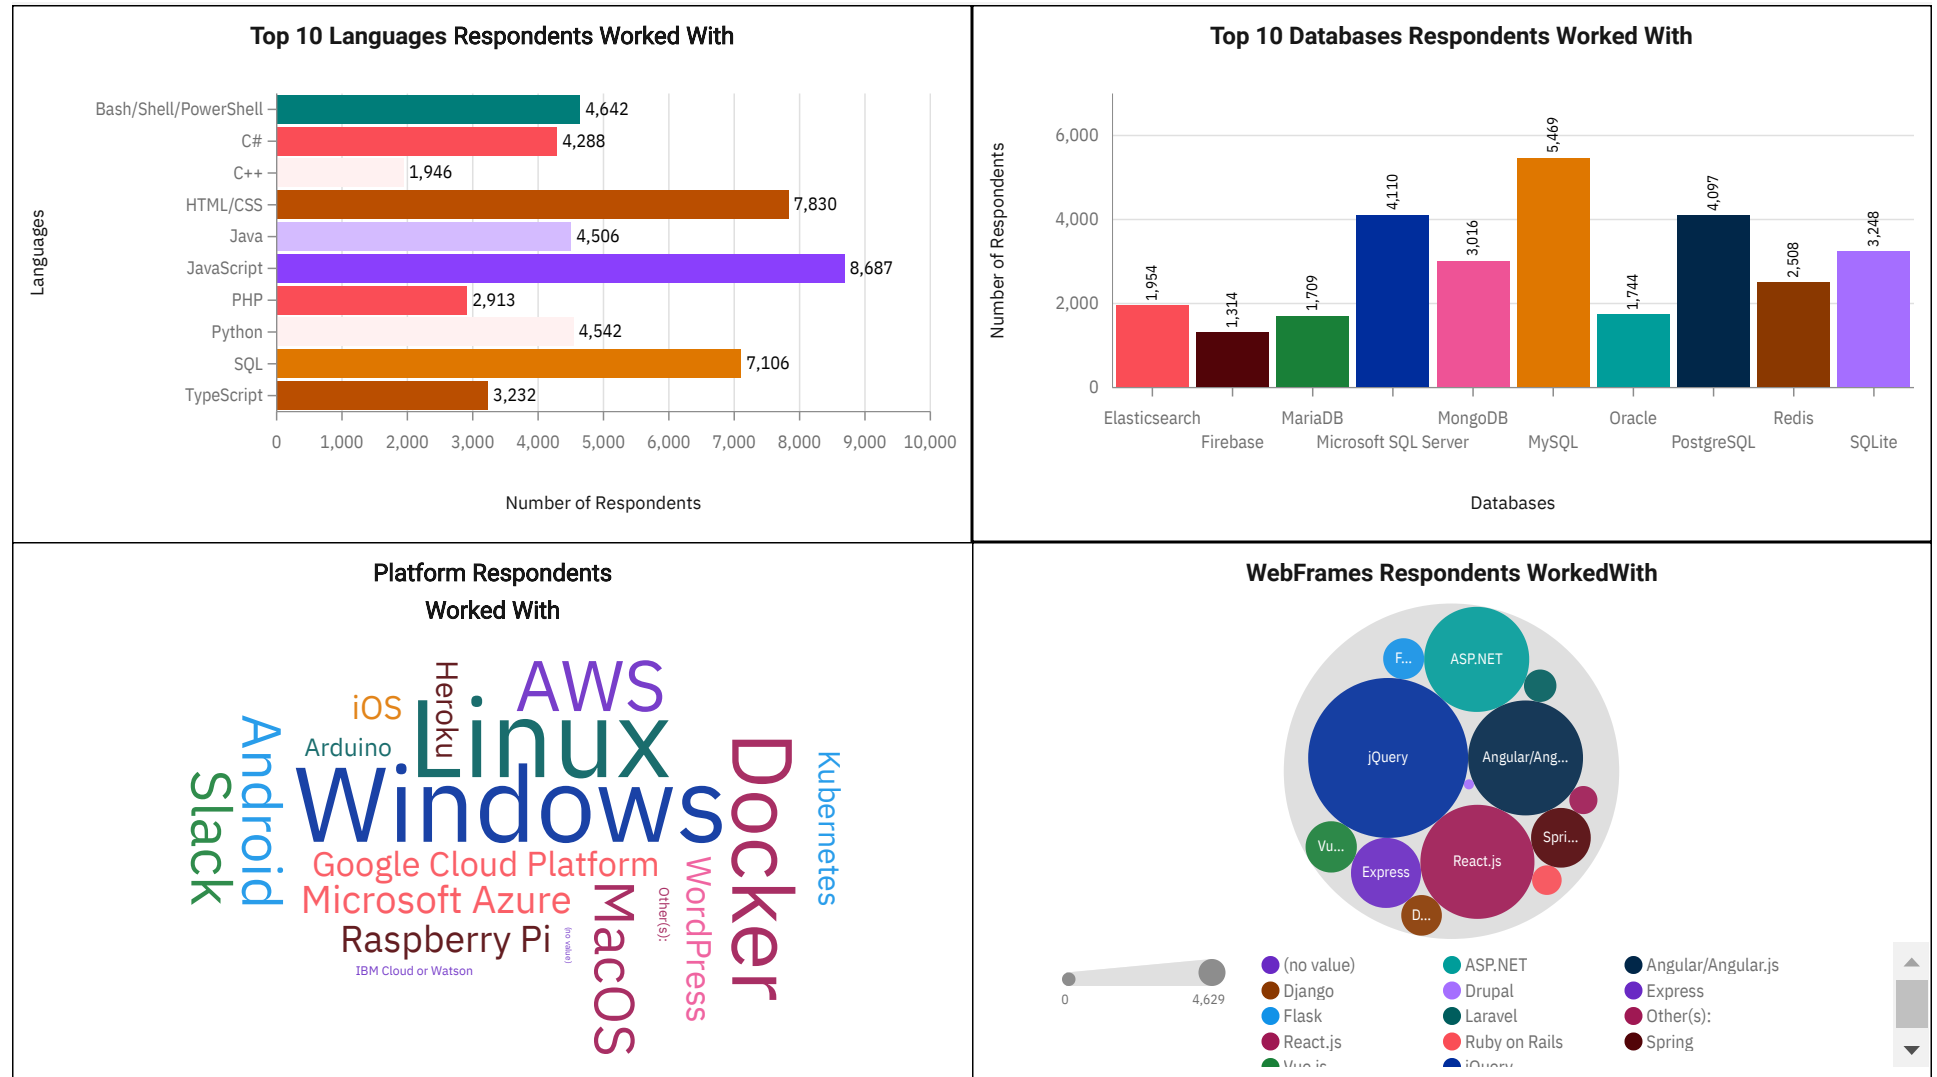 Top 10 Languages Respondents Worked With
Languages
Bash/Shell/PowerShell
4,642
C#
4,288
C++
1,946
HTML/CSS
7,830
Java
4,506
JavaScript
8,687
PHP
2,913
Python
4,542
SQL
7,106
TypeScript
3,232
0 1,000 2,000 3,000 4,000 5,000 6,000 7,000 8,000 9,000 10,000
Number of Respondents
Top 10 Databases Respondents Worked With
Number of Respondents
6,000
4,000
2,000
0
1,954
1,314
1,709
4,110
3,016
5,469
1,744
4,097
2,508
3,248
Elasticsearch MariaDB MongoDB Oracle Redis
Firebase Microsoft SQL Server MySQL PostgreSQL SQLite
Databases
Platform Respondents
Worked With
Heroku
AWS
iOS
Linux
Android
Arduino
Docker
Kubernetes
Slack
Windows
Google Cloud Platform
WordPress
Microsoft Azure
MacOS
Other(s):
Raspberry Pi
(no value)
IBM Cloud or Watson
WebFrames Respondents WorkedWith
F...
ASP.NET
jQuery
Angular/Ang...
Vu...
Spri...
React.js
Express
D...
0
4,629
(no value) ASP.NET Angular/Angular.js
Django Drupal Express
Flask Laravel Other(s):
React.js Ruby on Rails Spring
Vue.js jQuery